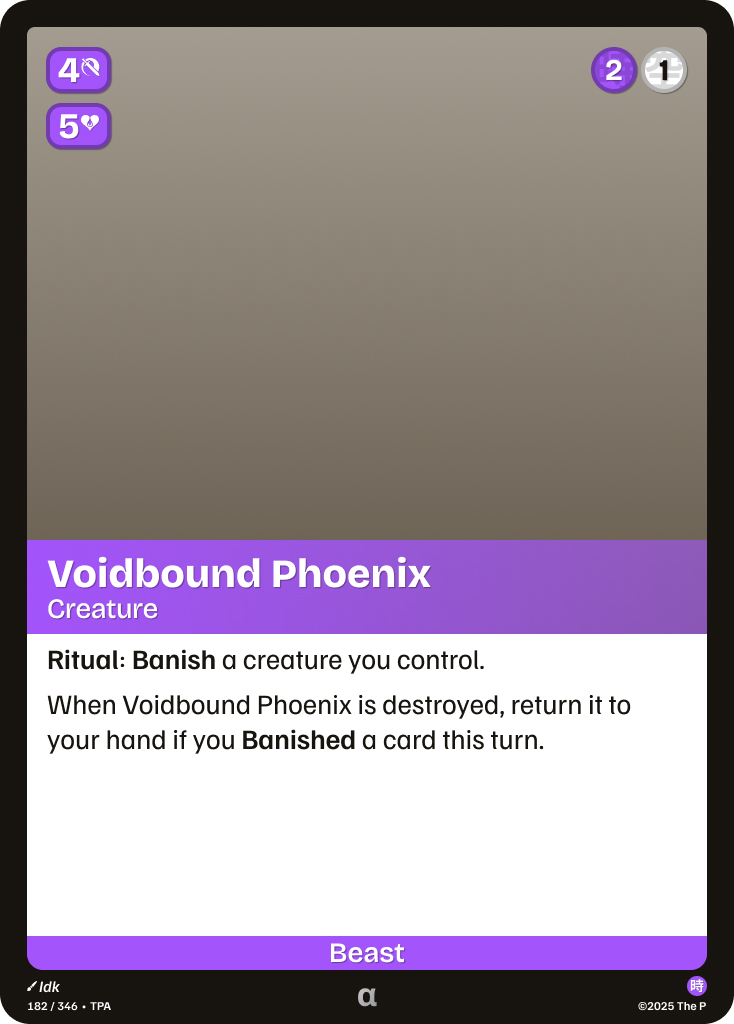 4
2 1
5
Voidbound Phoenix
Creature
Ritual: Banish a creature you control.
When Voidbound Phoenix is destroyed, return it to
your hand if you Banished a card this turn.
Beast
Idk
182 / 346 • TPA
α
時
©2025 The P